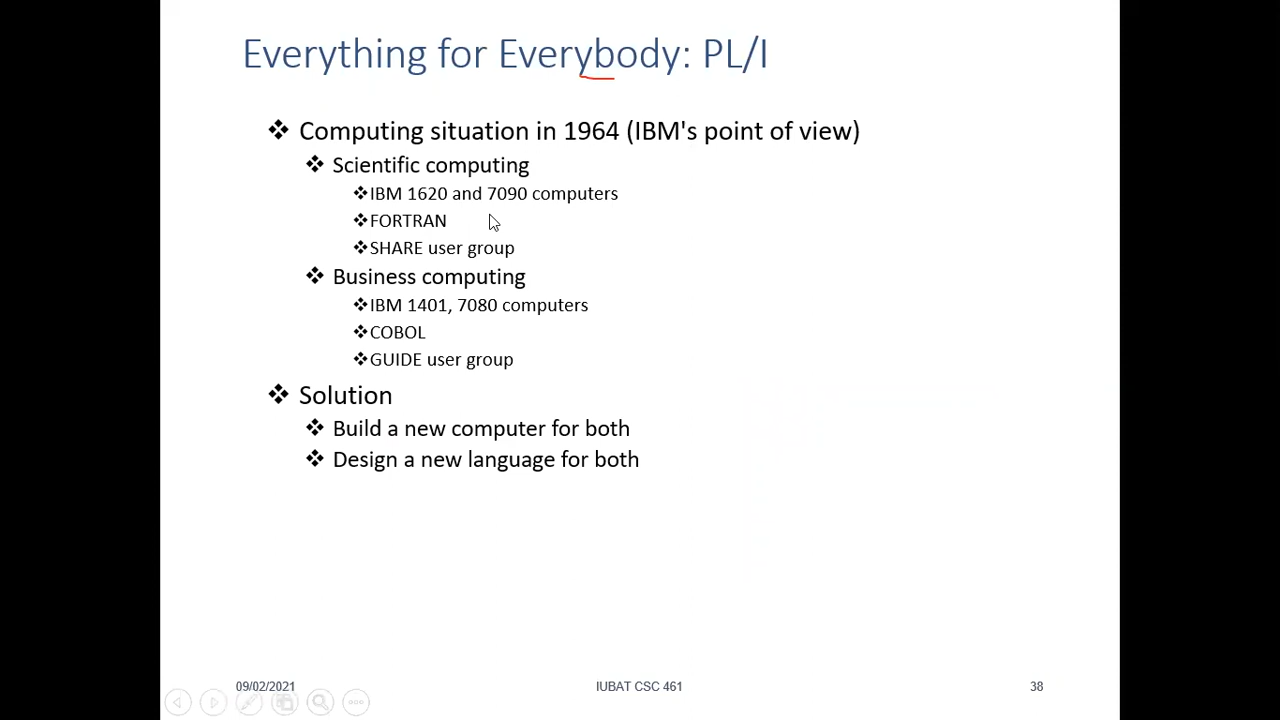 Everything for Everybody: PL/I
❖ Computing situation in 1964 (IBM's point of view)
❖ Scientific computing
❖IBM 1620 and 7090 computers
❖FORTRAN
❖SHARE user group
❖ Business computing
❖IBM 1401, 7080 computers
❖COBOL
❖GUIDE user group
❖ Solution
❖ Build a new computer for both
❖ Design a new language for both
09/02/2021 IUBAT CSC 461 38